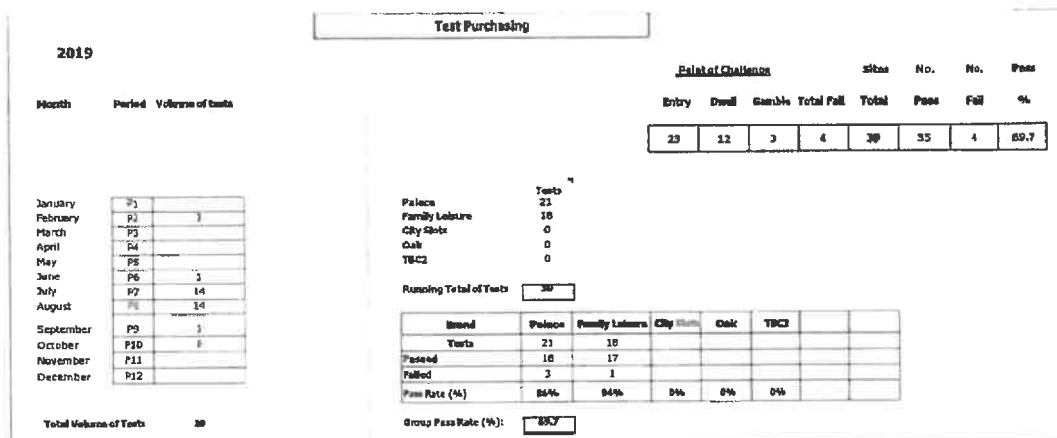 Test Purchasing
2019
Point of Challenge Sites No. No. Pass
Month Period Volume of tests Entry Dwell Gamble Total Fail Total Pass Fail %
23 12 3 4 39 35 4 89.7
Tests
January P1 Palace 21
February P2 Family Leisure 18
March P3 City Slots 0
April P4 Oak 0
May P5 TBC2 0
June P6
July P7 14 Running Total of Tests 39
August 14
September P9 Brand Palace Family Leisure City Slots Oak TBC2
October P10 Tests 21 18
November P11 Passed 18 17
December P12 Failed 3 1
Pass Rate (%) 86% 94% 0% 0% 0%
Total Volume of Tests 39 Group Pass Rate (%): 89.7